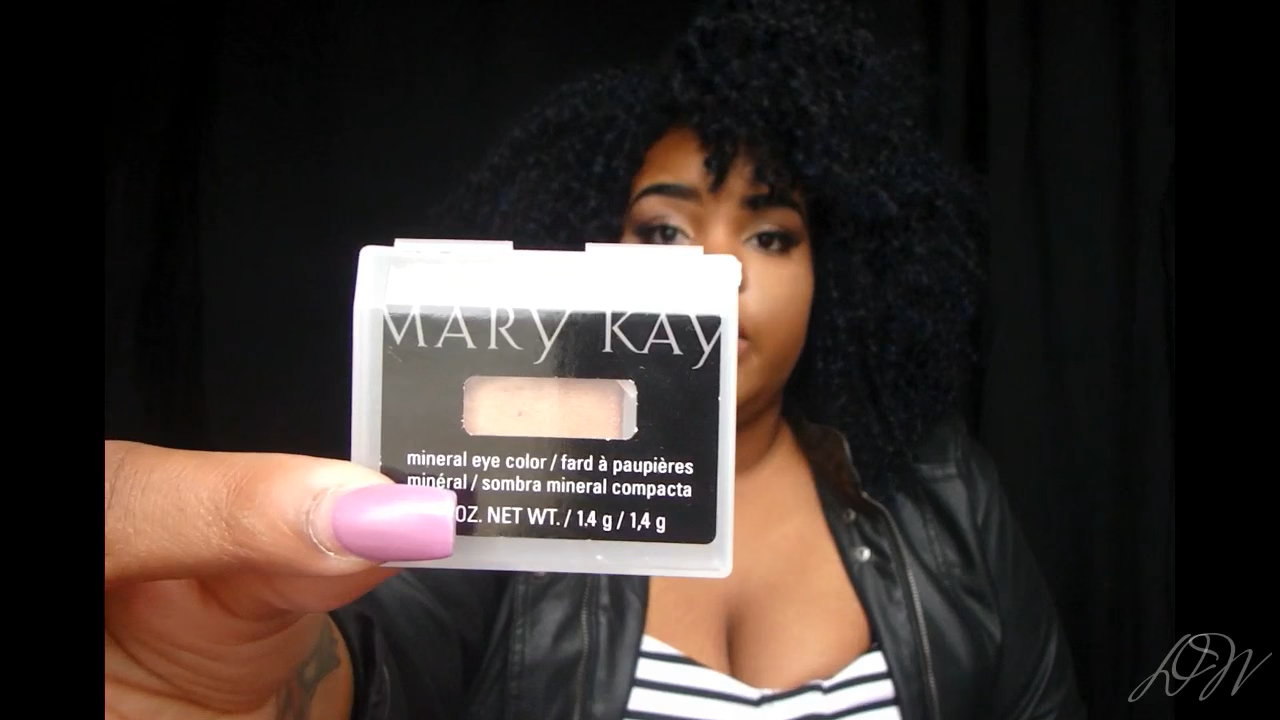 MARY KAY
mineral eye color / fard à paupières
minéral / sombra mineral compacta
OZ. NET WT. / 1.4 g / 1,4 g